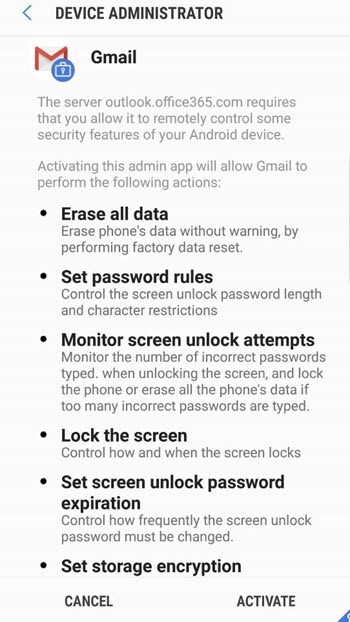 DEVICE ADMINISTRATOR
Gmail
The server outlook.office365.com requires
that you allow it to remotely control some
security features of your Android device.
Activating this admin app will allow Gmail to
perform the following actions:
Erase all data
Erase phone's data without warning, by
performing factory data reset.
Set password rules
Control the screen unlock password length
and character restrictions
Monitor screen unlock attempts
Monitor the number of incorrect passwords
typed. when unlocking the screen, and lock
the phone or erase all the phone's data if
too many incorrect passwords are typed.
Lock the screen
Control how and when the screen locks
Set screen unlock password
expiration
Control how frequently the screen unlock
password must be changed.
Set storage encryption
CANCEL ACTIVATE